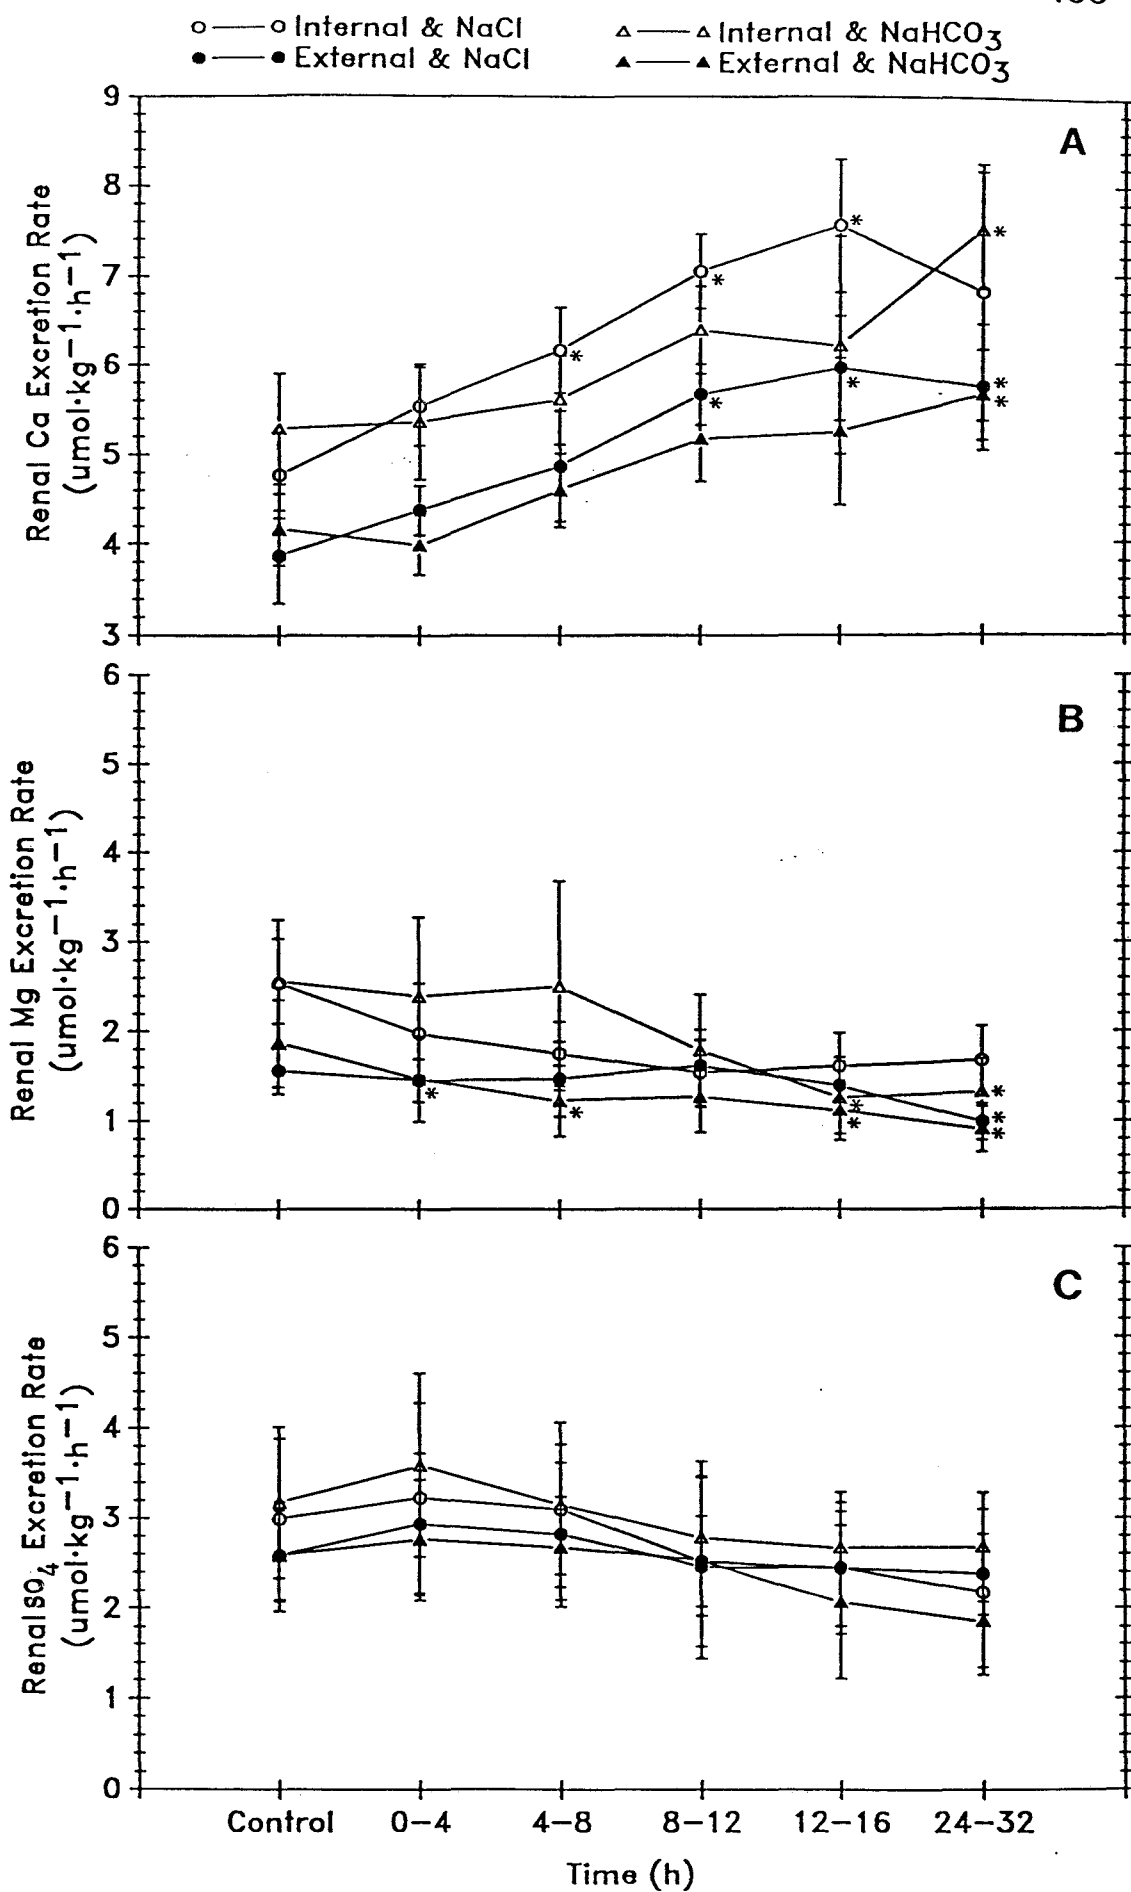 Internal & NaCl
External & NaCl
Internal & NaHCO3
External & NaHCO3
A
Renal Ca Excretion Rate
(umol·kg−1·h−1)
9
8
7
6
5
4
3
*
*
*
*
*
*
*
*
*
B
Renal Mg Excretion Rate
(umol·kg−1·h−1)
6
5
4
3
2
1
0
*
*
*
*
*
*
*
C
Renal SO4 Excretion Rate
(umol·kg−1·h−1)
6
5
4
3
2
1
0
Control 0−4 4−8 8−12 12−16 24−32
Time (h)